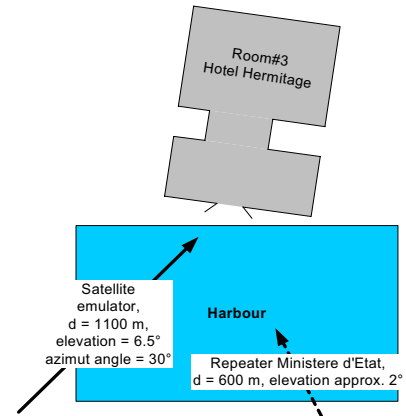 Room#3
Hotel Hermitage
Satellite
emulator,
d = 1100 m,
elevation = 6.5°
azimut angle = 30°
Harbour
Repeater Ministere d'Etat,
d = 600 m, elevation approx. 2°